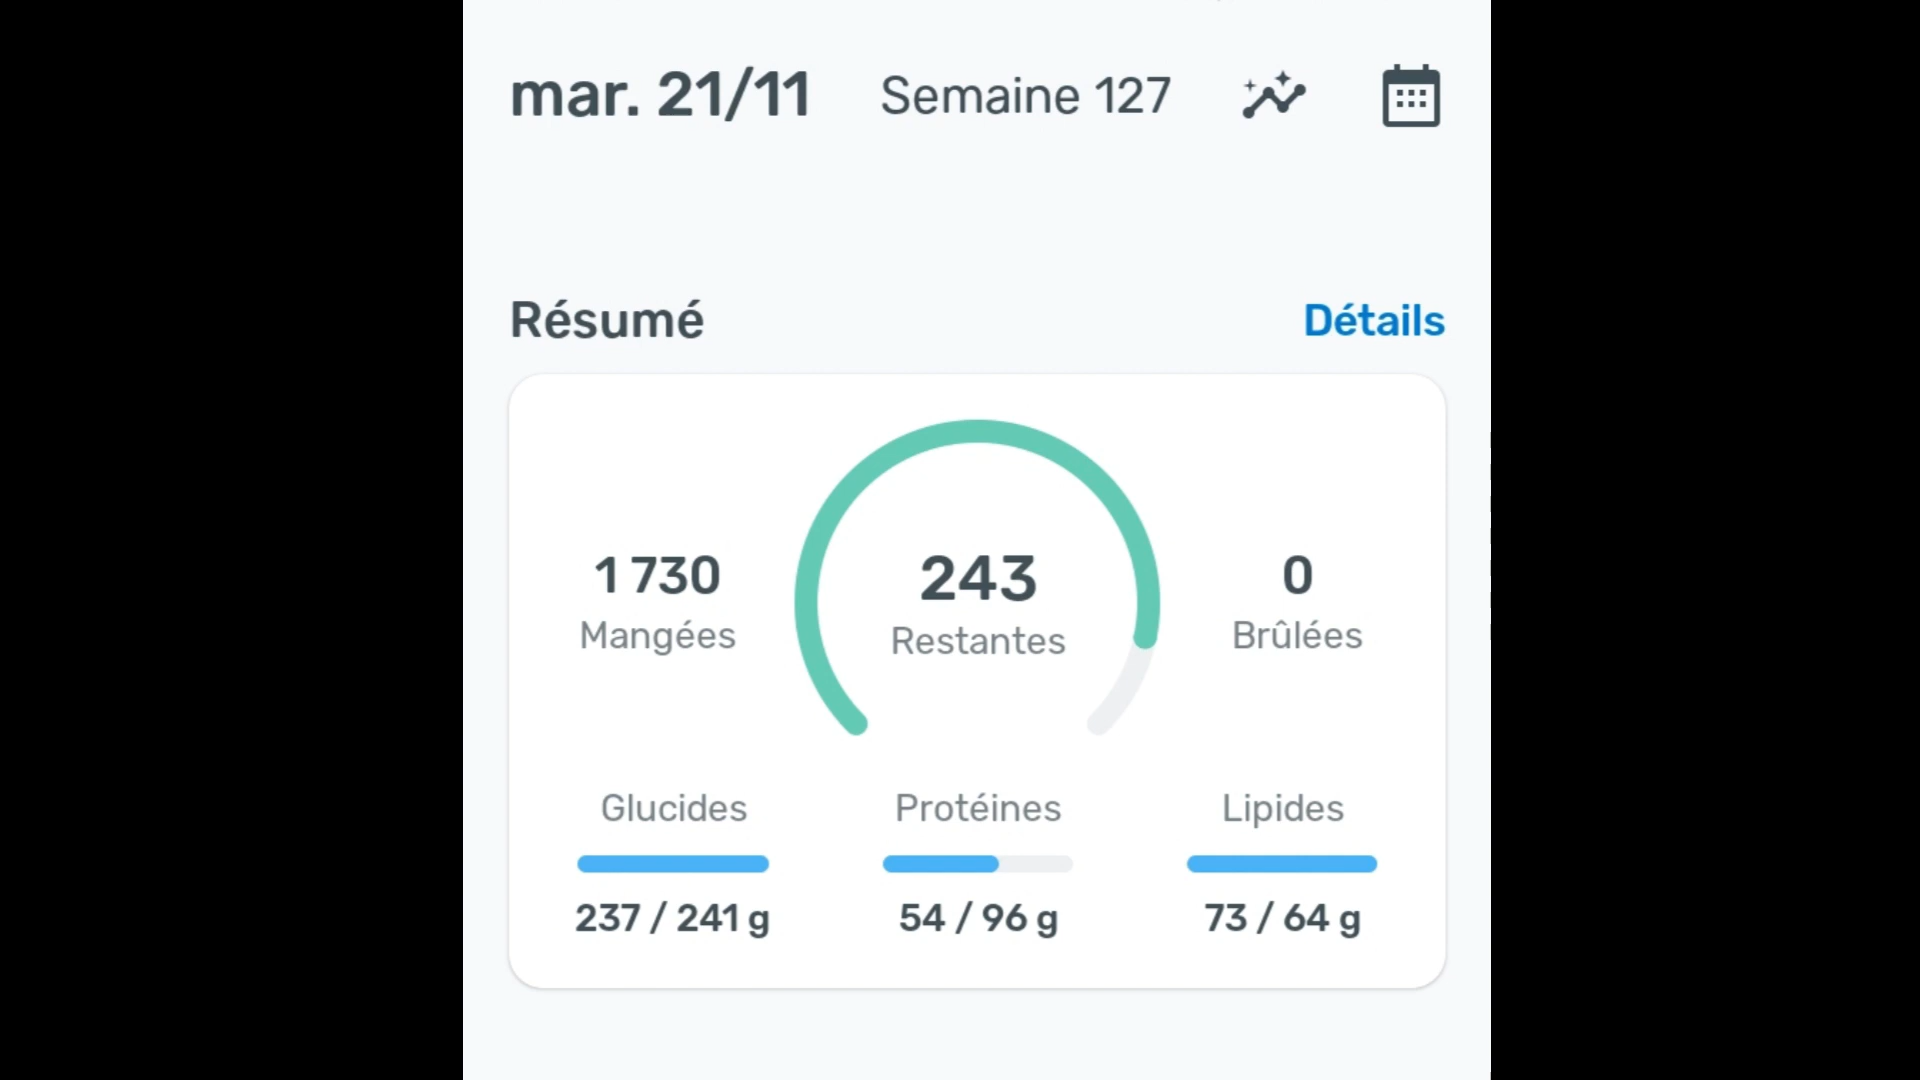 mar. 21/11 Semaine 127
Résumé Détails
1 730 243 0
Mangées Restantes Brûlées
Glucides Protéines Lipides
237 / 241 g 54 / 96 g 73 / 64 g